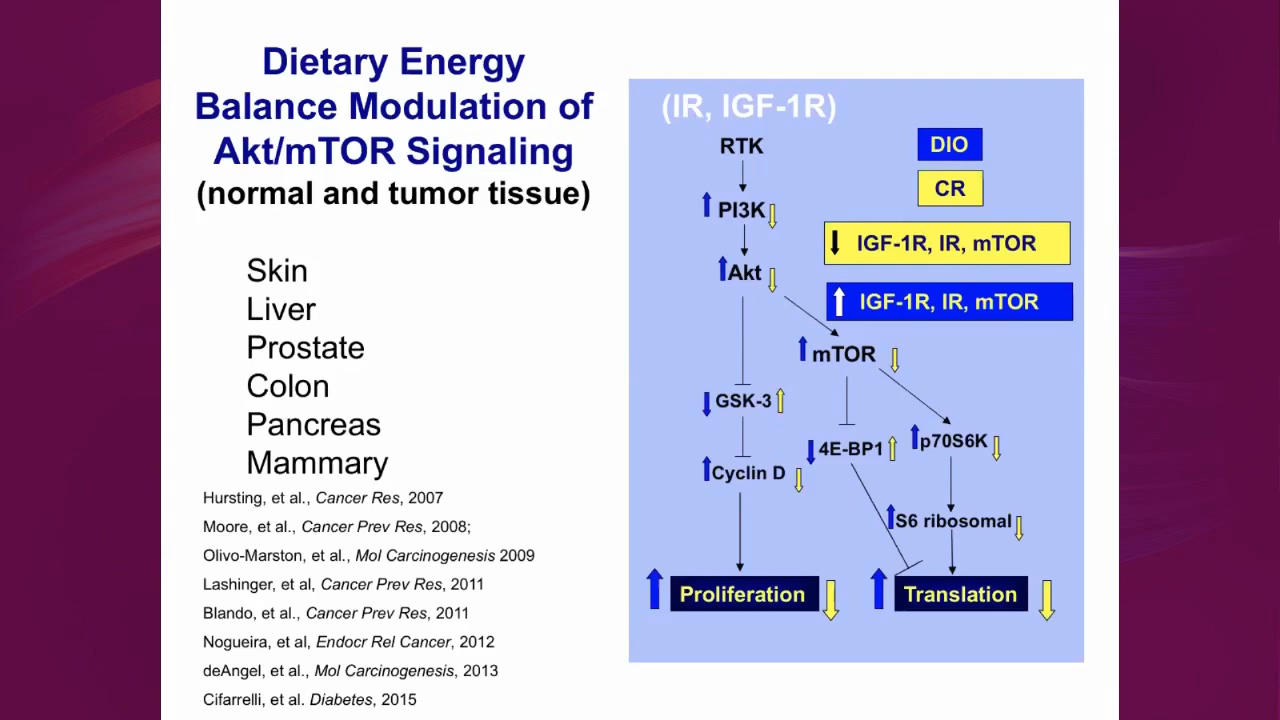 Dietary Energy
Balance Modulation of
Akt/mTOR Signaling
(normal and tumor tissue)
Skin
Liver
Prostate
Colon
Pancreas
Mammary
Hursting, et al., Cancer Res, 2007
Moore, et al., Cancer Prev Res, 2008;
Olivo-Marston, et al., Mol Carcinogenesis 2009
Lashinger, et al, Cancer Prev Res, 2011
Blando, et al., Cancer Prev Res, 2011
Nogueira, et al, Endocr Rel Cancer, 2012
deAngel, et al., Mol Carcinogenesis, 2013
Cifarrelli, et al. Diabetes, 2015
(IR, IGF-1R)
RTK
DIO
CR
PI3K
IGF-1R, IR, mTOR
Akt
IGF-1R, IR, mTOR
mTOR
GSK-3
4E-BP1
p70S6K
Cyclin D
S6 ribosomal
Proliferation
Translation